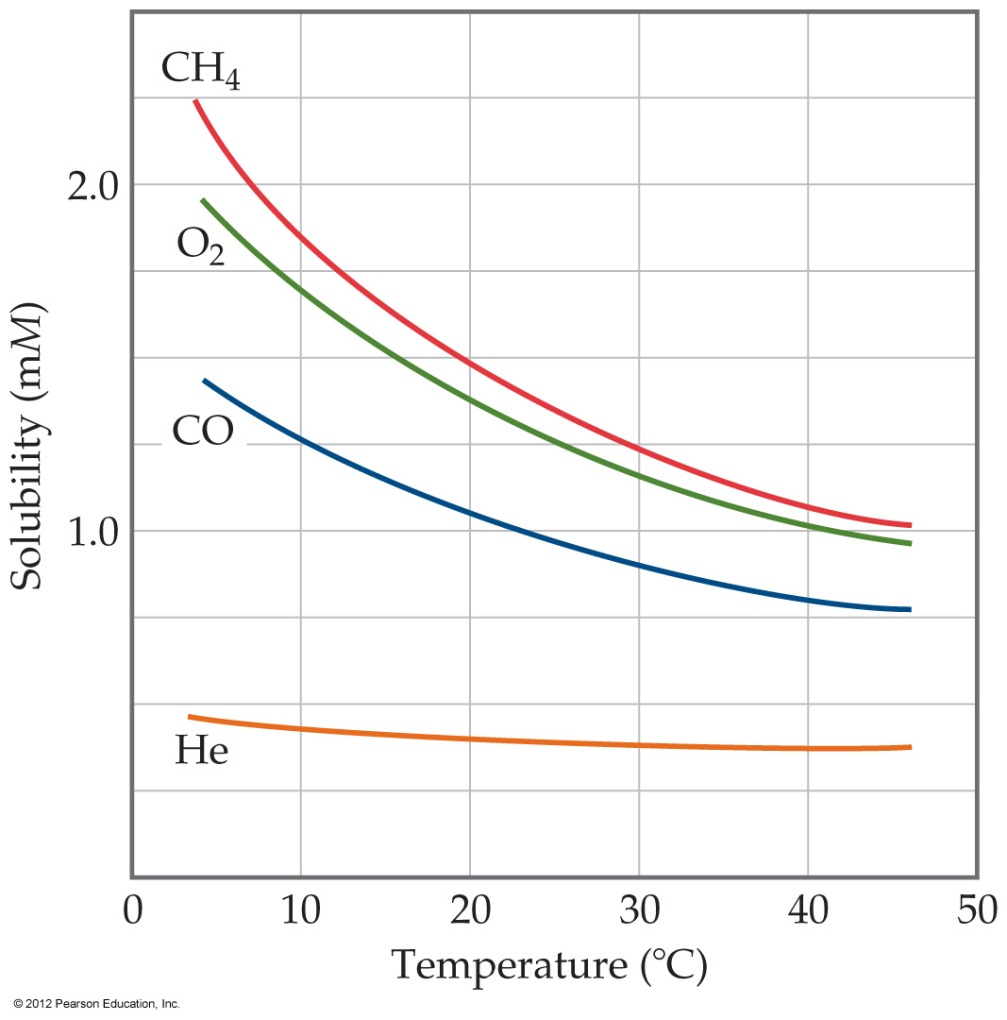 CH₄
2.0
O₂
CO
Solubility (mM)
1.0
He
0 10 20 30 40 50
Temperature (°C)
© 2012 Pearson Education, Inc.